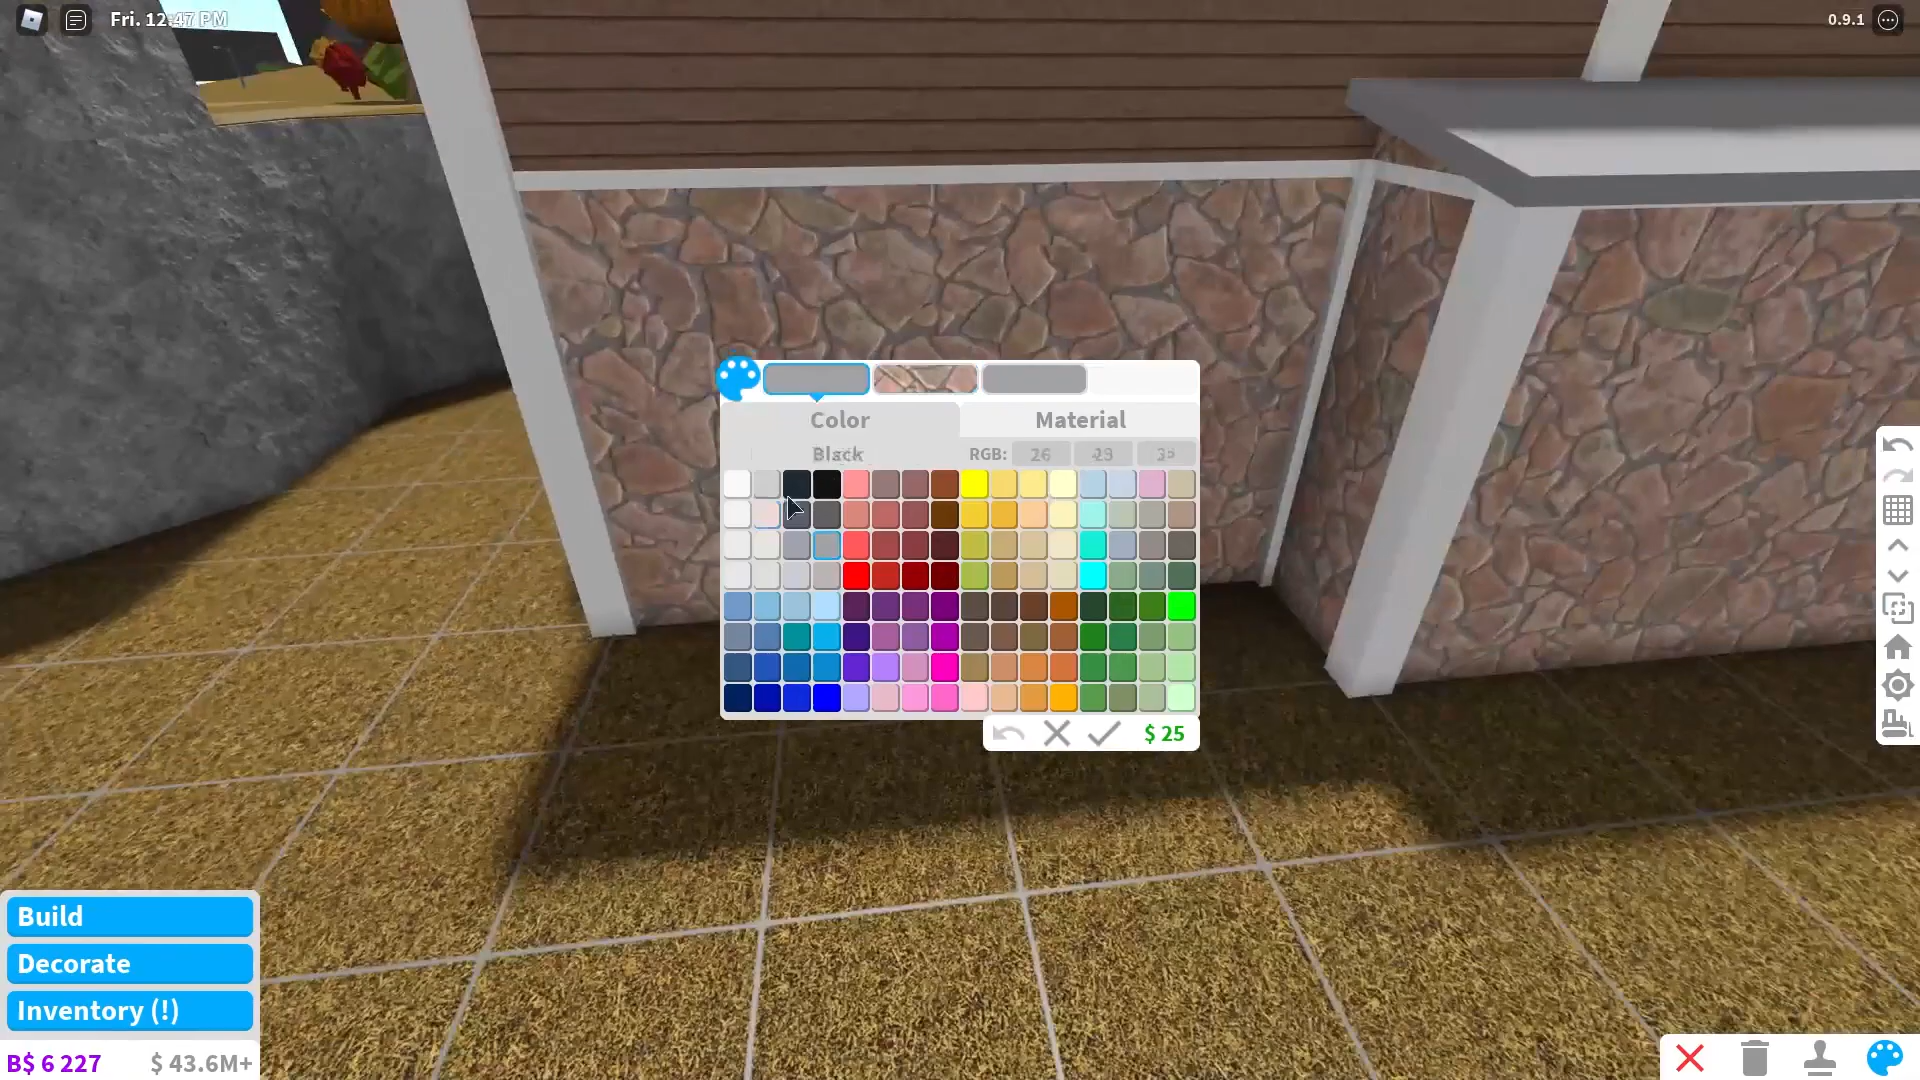 Fri. 12:47 PM
0.9.1
Color
Material
Black
RGB:
26
$ 25
Build
Decorate
Inventory (!)
B$ 6 227
$ 43.6M+